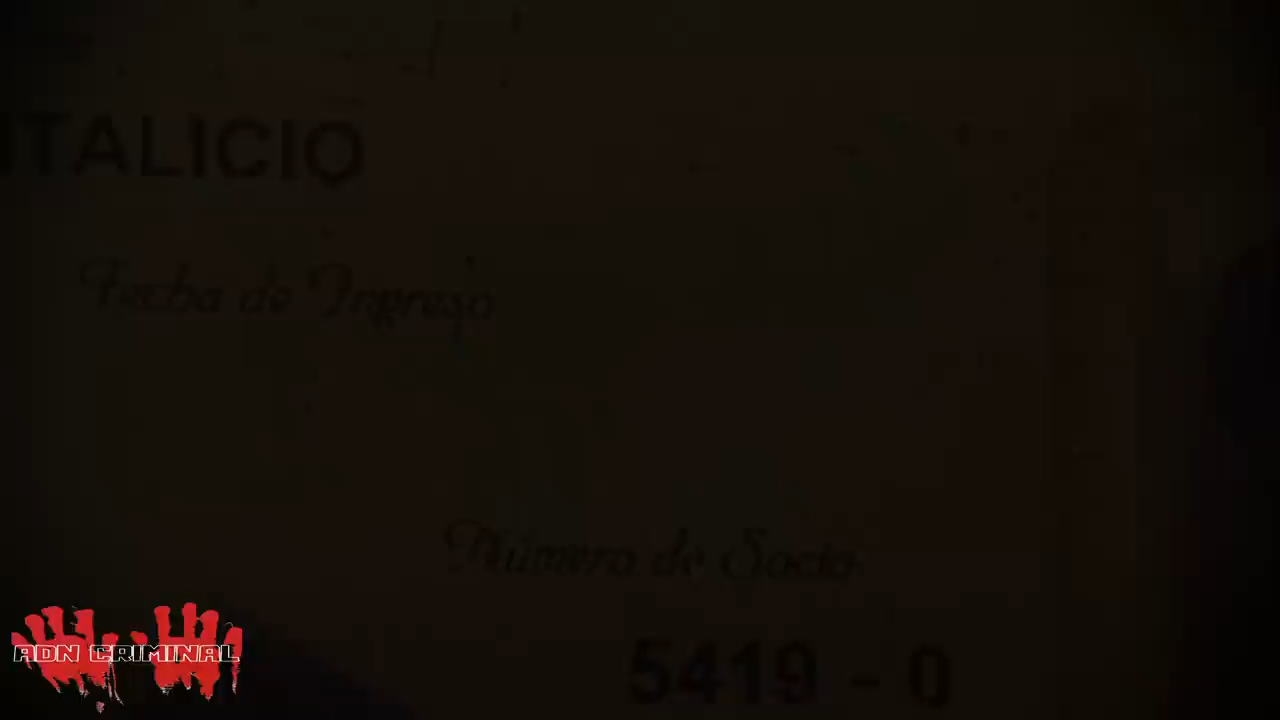 ITALICIO
Fecha de Ingreso
Número de Socio
5419 - 0
ADN CRIMINAL